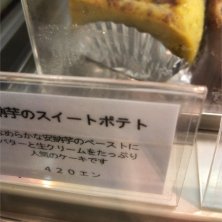 納芋のスイートポテト
なめらかな安納芋のペーストに
バターと生クリームをたっぷり
人気のケーキです
420エン